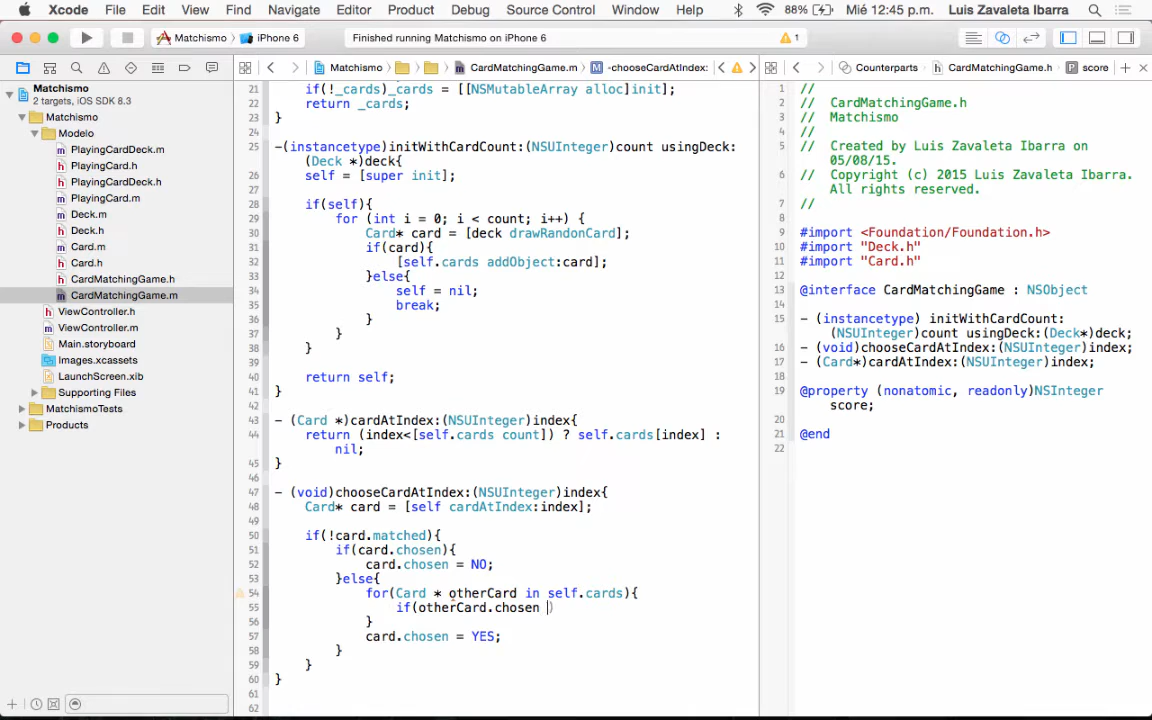 Xcode File Edit View Find Navigate Editor Product Debug Source Control Window Help 88% Mié 12:45 p.m. Luis Zavaleta Ibarra
Matchismo iPhone 6 Finished running Matchismo on iPhone 6 1
Matchismo CardMatchingGame.m M -chooseCardAtIndex: Counterparts CardMatchingGame.h P score
Matchismo
2 targets, iOS SDK 8.3
Matchismo
Modelo
m PlayingCardDeck.m
h PlayingCard.h
h PlayingCardDeck.h
m PlayingCard.m
m Deck.m
h Deck.h
m Card.m
h Card.h
h CardMatchingGame.h
m CardMatchingGame.m
h ViewController.h
m ViewController.m
Main.storyboard
Images.xcassets
LaunchScreen.xib
Supporting Files
MatchismoTests
Products
21 if(!_cards)_cards = [[NSMutableArray alloc]init];
22 return _cards;
23 }
24
25 -(instancetype)initWithCardCount:(NSUInteger)count usingDeck:
(Deck *)deck{
26 self = [super init];
27
28 if(self){
29 for (int i = 0; i < count; i++) {
30 Card* card = [deck drawRandonCard];
31 if(card){
32 [self.cards addObject:card];
33 }else{
34 self = nil;
35 break;
36 }
37 }
38 }
39
40 return self;
41 }
42
43 - (Card *)cardAtIndex:(NSUInteger)index{
44 return (index<[self.cards count]) ? self.cards[index] :
nil;
45 }
46
47 - (void)chooseCardAtIndex:(NSUInteger)index{
48 Card* card = [self cardAtIndex:index];
49
50 if(!card.matched){
51 if(card.chosen){
52 card.chosen = NO;
53 }else{
54 for(Card * otherCard in self.cards){
55 if(otherCard.chosen )
56 }
57 card.chosen = YES;
58 }
59 }
60 }
61
62
1 //
2 // CardMatchingGame.h
3 // Matchismo
4 //
5 // Created by Luis Zavaleta Ibarra on
05/08/15.
6 // Copyright (c) 2015 Luis Zavaleta Ibarra.
All rights reserved.
7 //
8
9 #import <Foundation/Foundation.h>
10 #import "Deck.h"
11 #import "Card.h"
12
13 @interface CardMatchingGame : NSObject
14
15 - (instancetype) initWithCardCount:
(NSUInteger)count usingDeck:(Deck*)deck;
16 - (void)chooseCardAtIndex:(NSUInteger)index;
17 - (Card*)cardAtIndex:(NSUInteger)index;
18
19 @property (nonatomic, readonly)NSInteger
score;
20
21 @end
22